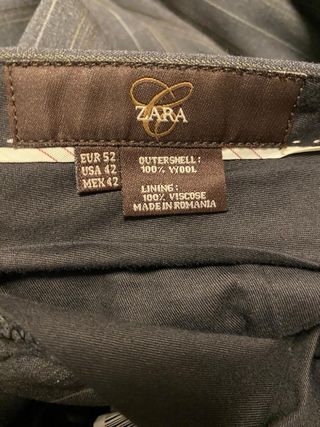 ZARA
EUR 52
USA 42
MEX 42
OUTERSHELL:
100% WOOL
LINING:
100% VISCOSE
MADE IN ROMANIA